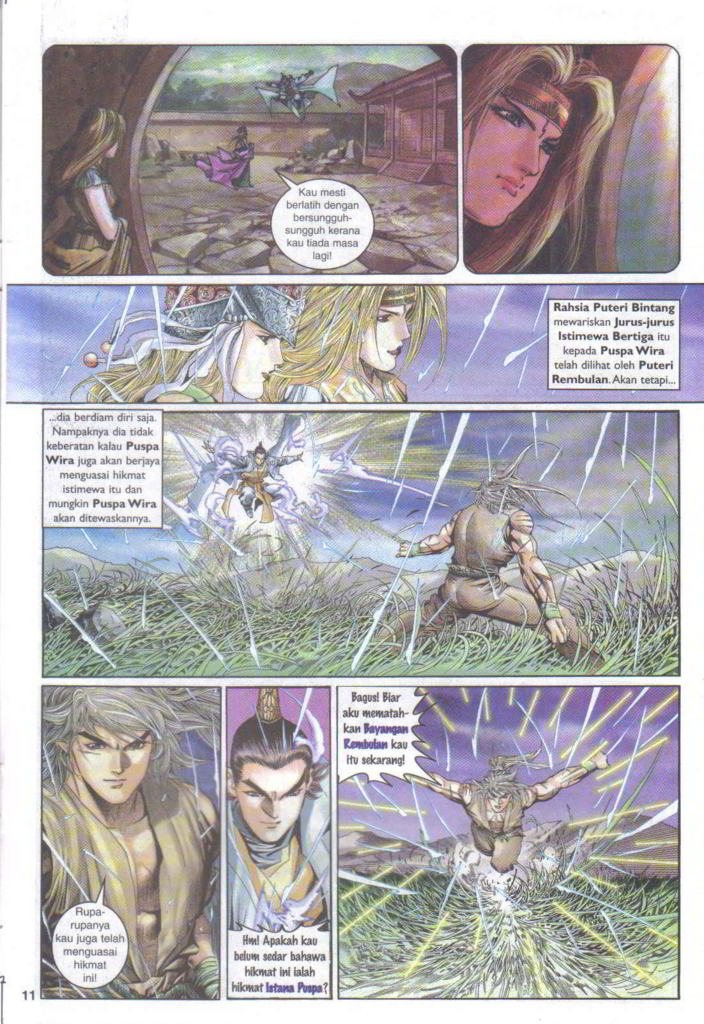 Kau mesti
berlatih dengan
bersungguh-
sungguh kerana
kau tiada masa
lagi!
Rahsia Puteri Bintang
mewariskan Jurus-jurus
Istimewa Bertiga itu
kepada Puspa Wira
telah dilihat oleh Puteri
Rembulan. Akan tetapi...
...dia berdiam diri saja.
Nampaknya dia tidak
keberatan kalau Puspa
Wira juga akan berjaya
menguasai hikmat
istimewa itu dan
mungkin Puspa Wira
akan ditewaskannya.
Rupa-
rupanya
kau juga telah
menguasai
hikmat
ini!
Hm! Apakah kau
belum sedar bahawa
hikmat ini ialah
hikmat Istana Puspa?
Bagus! Biar
aku mematah-
kan Bayangan
Rembulan kau
itu sekarang!
11